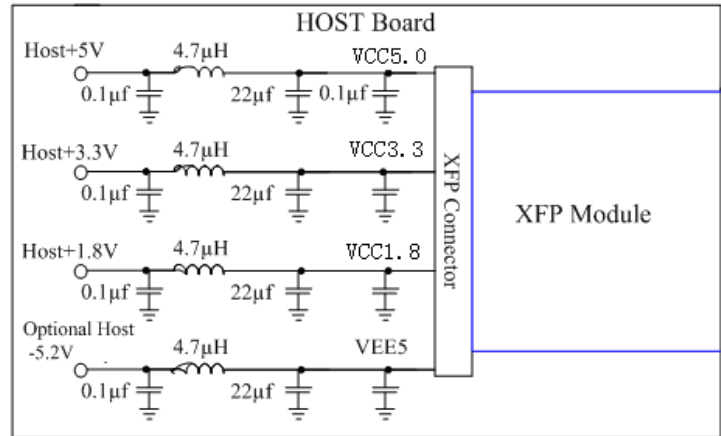 HOST Board
Host+5V
4.7µH
VCC5.0
0.1µf
22µf
0.1µf
Host+3.3V
4.7µH
VCC3.3
0.1µf
22µf
Host+1.8V
4.7µH
VCC1.8
0.1µf
22µf
Optional Host
-5.2V
4.7µH
VEE5
0.1µf
22µf
XFP Connector
XFP Module